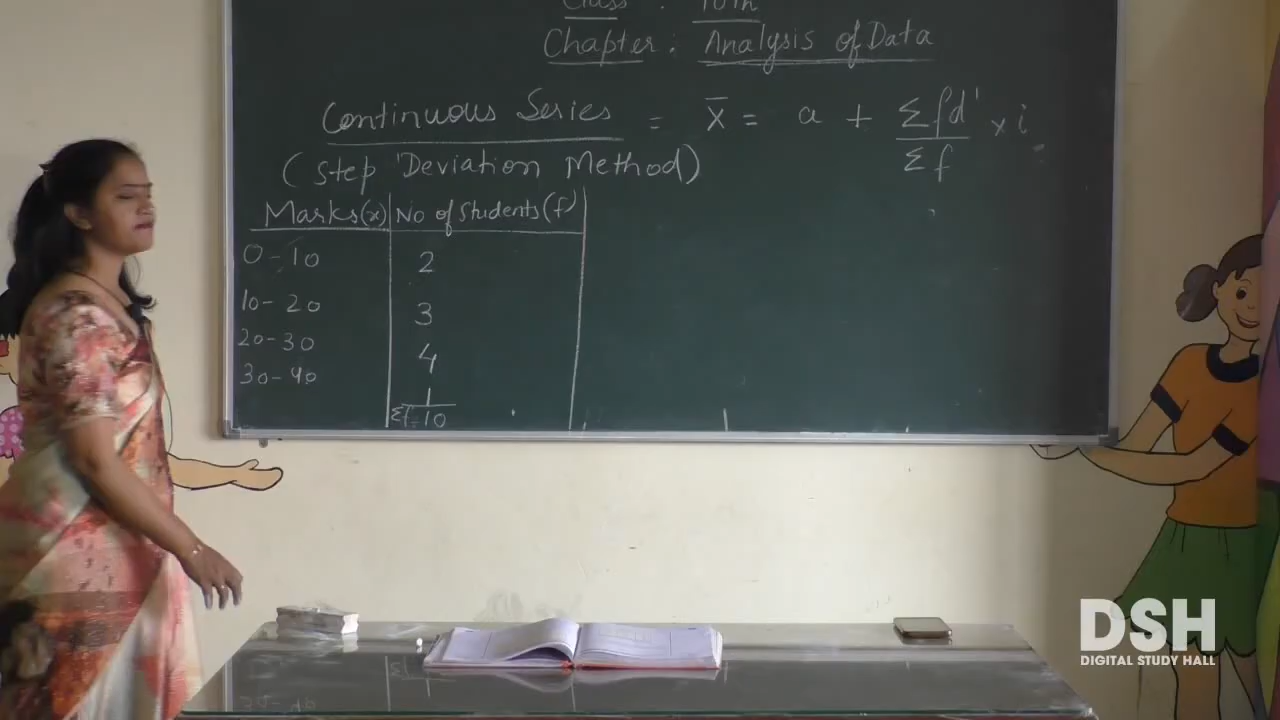 Class : 10th
Chapter : Analysis of Data
Continuous Series = X̄ = a + Σfd' / Σf × i
(Step Deviation Method)
Marks(x) No of Students(f)
0-10 2
10-20 3
20-30 4
30-40 1
Σf=10
DSH
DIGITAL STUDY HALL